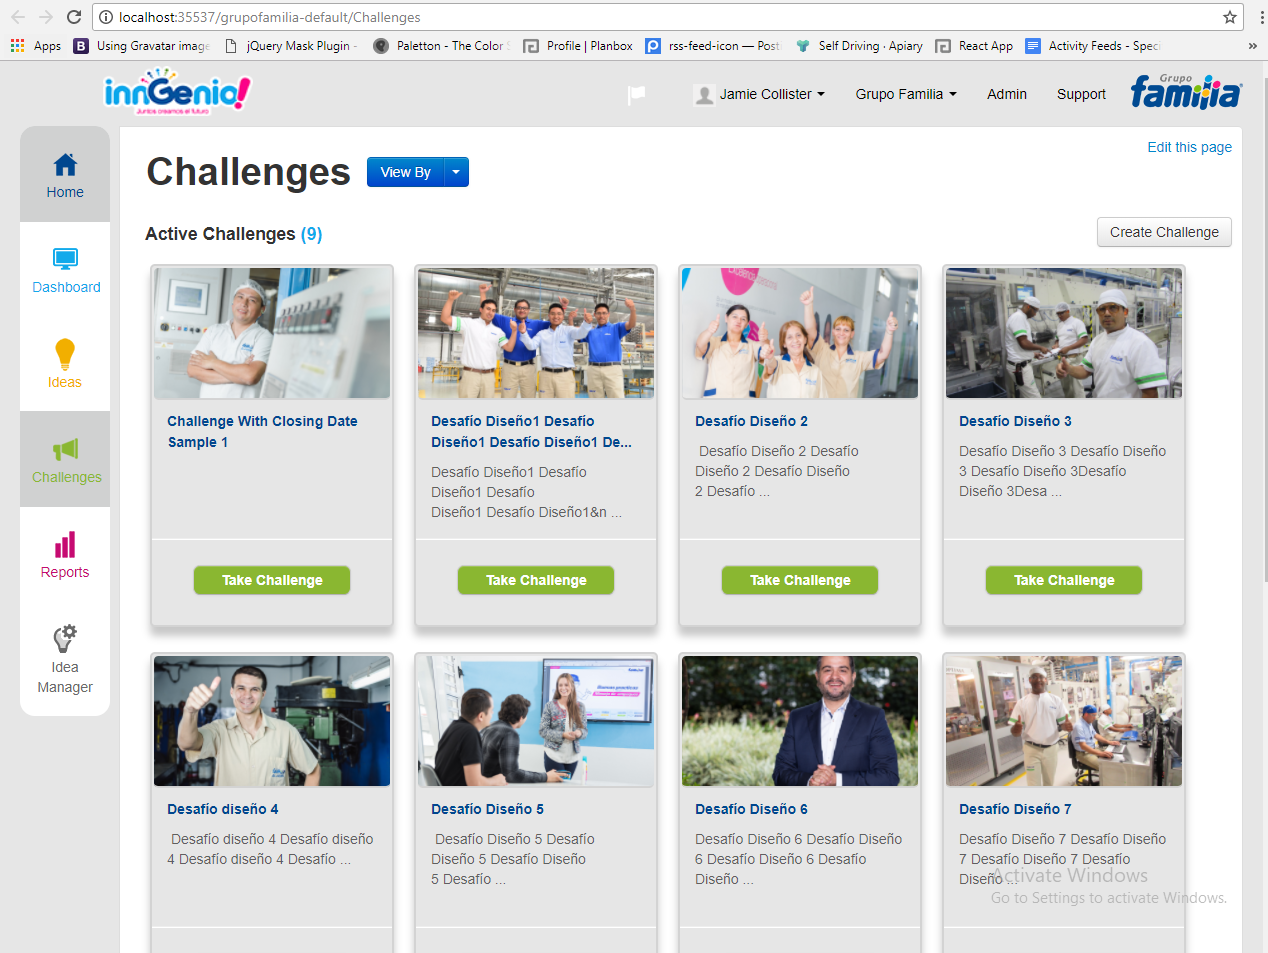 localhost:35537/grupofamilia-default/Challenges
Apps Using Gravatar image jQuery Mask Plugin - Paletton - The Color S Profile | Planbox rss-feed-icon — Post Self Driving · Apiary React App Activity Feeds - Spec »
innGenio!
Juntos creamos el futuro
Jamie Collister Grupo Familia Admin Support
Grupo
familia
Edit this page
Home
Dashboard
Ideas
Challenges
Reports
Idea
Manager
Challenges View By
Active Challenges (9) Create Challenge
Challenge With Closing Date
Sample 1
Take Challenge
Desafío Diseño1 Desafío
Diseño1 Desafío Diseño1 De...
Desafío Diseño1 Desafío
Diseño1 Desafío
Diseño1 Desafío Diseño1&n ...
Take Challenge
Desafío Diseño 2
Desafío Diseño 2 Desafío
Diseño 2 Desafío Diseño
2 Desafío ...
Take Challenge
Desafío Diseño 3
Desafío Diseño 3 Desafío Diseño
3 Desafío Diseño 3Desafío
Diseño 3Desa ...
Take Challenge
Desafío diseño 4
Desafío diseño 4 Desafío diseño
4 Desafío diseño 4 Desafío ...
Desafío Diseño 5
Desafío Diseño 5 Desafío
Diseño 5 Desafío Diseño
5 Desafío ...
Desafío Diseño 6
Desafío Diseño 6 Desafío Diseño
6 Desafío Diseño 6 Desafío
Diseño ...
Desafío Diseño 7
Desafío Diseño 7 Desafío Diseño
7 Desafío Diseño 7 Desafío
Diseño ...
Activate Windows
Go to Settings to activate Windows.